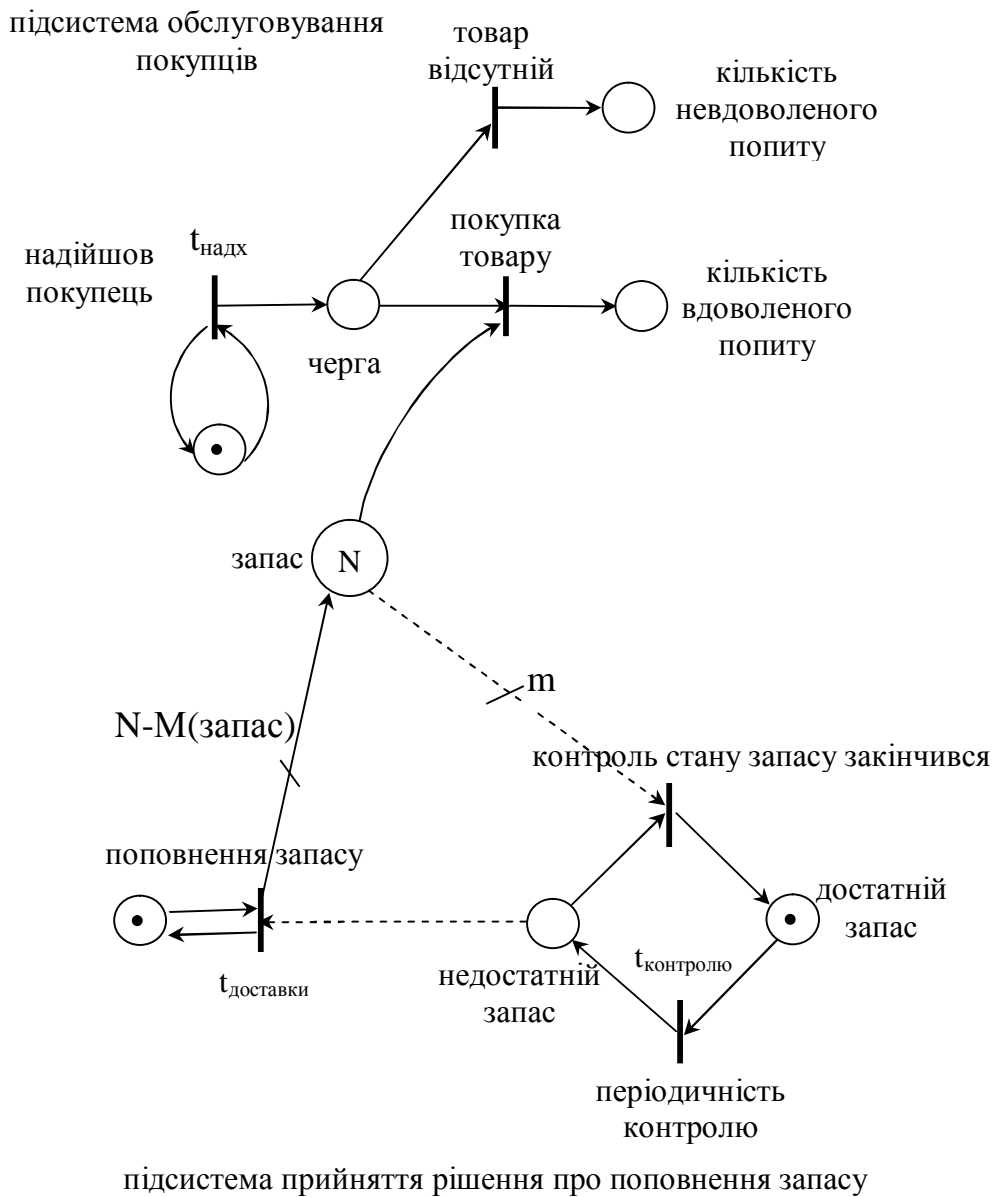 підсистема обслуговування
покупців
товар
відсутній
кількість
невдоволеного
попиту
покупка
товару
tнадх
надійшов
покупець
кількість
вдоволеного
попиту
черга
запас
N
m
N-M(запас)
контроль стану запасу закінчився
поповнення запасу
достатній
запас
tконтролю
недостатній
запас
tдоставки
періодичність
контролю
підсистема прийняття рішення про поповнення запасу